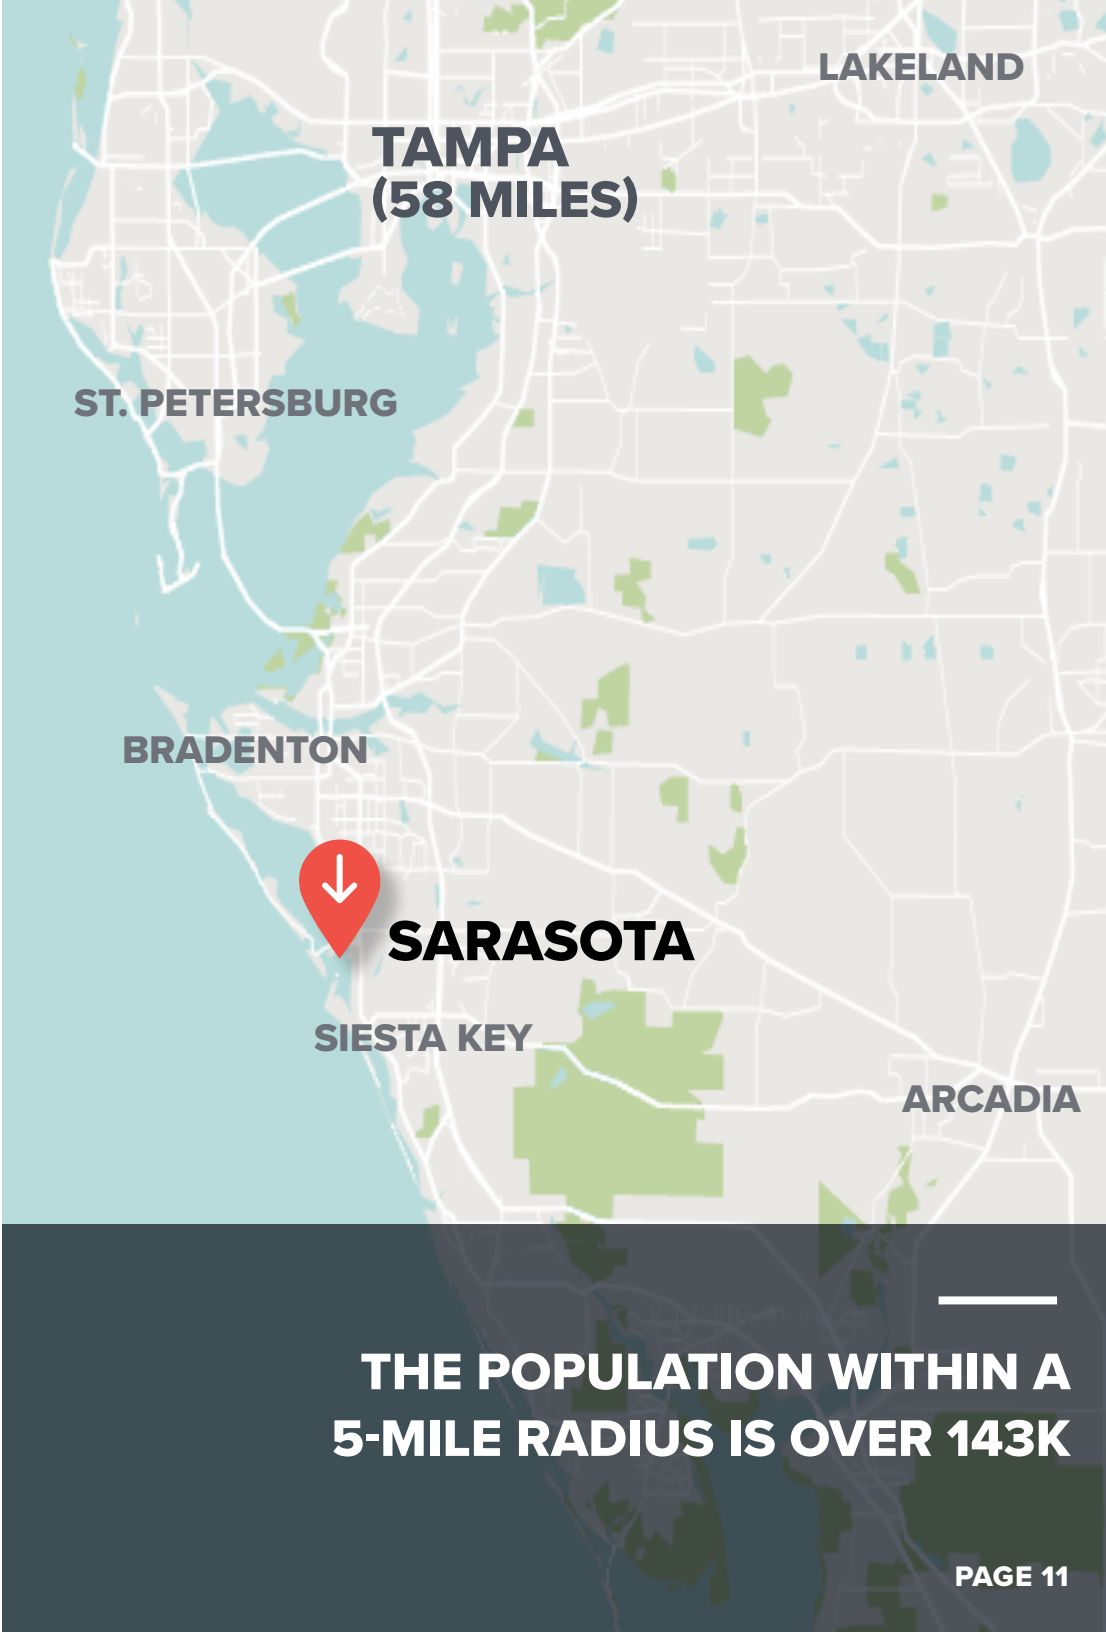 LAKELAND
TAMPA
(58 MILES)
ST. PETERSBURG
BRADENTON
SARASOTA
SIESTA KEY
ARCADIA
THE POPULATION WITHIN A
5-MILE RADIUS IS OVER 143K
PAGE 11